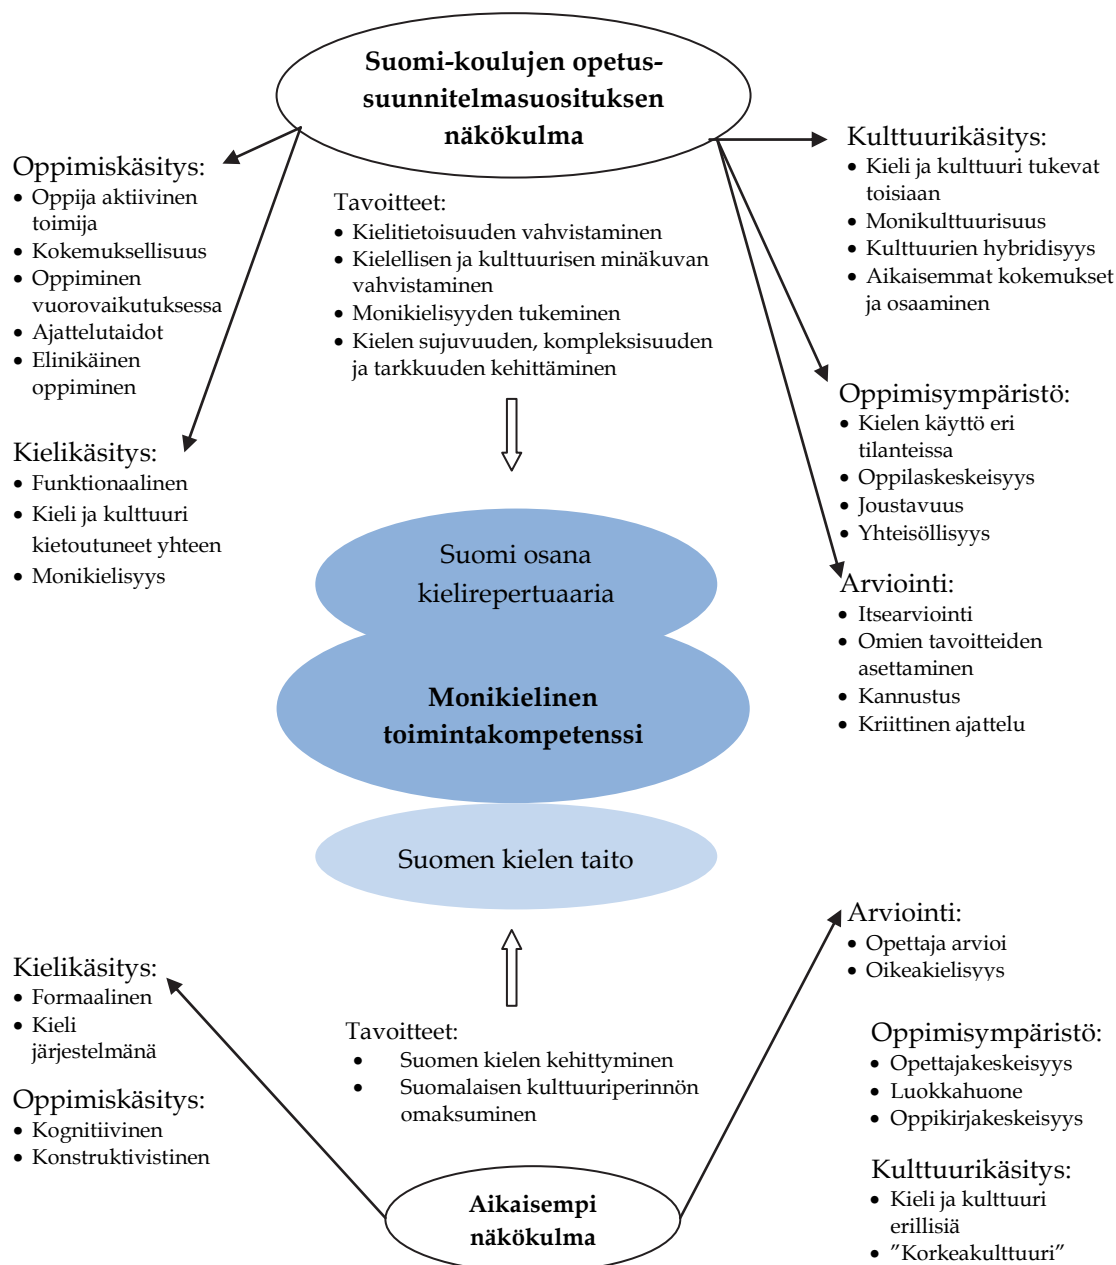 Suomi-koulujen opetus-
suunnitelmasuosituksen
näkökulma
Oppimiskäsitys:
• Oppija aktiivinen
toimija
• Kokemuksellisuus
• Oppiminen
vuorovaikutuksessa
• Ajattelutaidot
• Elinikäinen
oppiminen
Kielikäsitys:
• Funktionaalinen
• Kieli ja kulttuuri
kietoutuneet yhteen
• Monikielisyys
Tavoitteet:
• Kielitietoisuuden vahvistaminen
• Kielellisen ja kulttuurisen minäkuvan
vahvistaminen
• Monikielisyyden tukeminen
• Kielen sujuvuuden, kompleksisuuden
ja tarkkuuden kehittäminen
Kulttuurikäsitys:
• Kieli ja kulttuuri tukevat
toisiaan
• Monikulttuurisuus
• Kulttuurien hybridisyys
• Aikaisemmat kokemukset
ja osaaminen
Oppimisympäristö:
• Kielen käyttö eri
tilanteissa
• Oppilaskeskeisyys
• Joustavuus
• Yhteisöllisyys
Arviointi:
• Itsearviointi
• Omien tavoitteiden
asettaminen
• Kannustus
• Kriittinen ajattelu
Suomi osana
kielirepertuaaria
Monikielinen
toimintakompetenssi
Suomen kielen taito
Kielikäsitys:
• Formaalinen
• Kieli
järjestelmänä
Oppimiskäsitys:
• Kognitiivinen
• Konstruktivistinen
Tavoitteet:
• Suomen kielen kehittyminen
• Suomalaisen kulttuuriperinnön
omaksuminen
Arviointi:
• Opettaja arvioi
• Oikeakielisyys
Oppimisympäristö:
• Opettajakeskeisyys
• Luokkahuone
• Oppikirjakeskeisyys
Kulttuurikäsitys:
• Kieli ja kulttuuri
erillisiä
• ”Korkeakulttuuri”
Aikaisempi
näkökulma